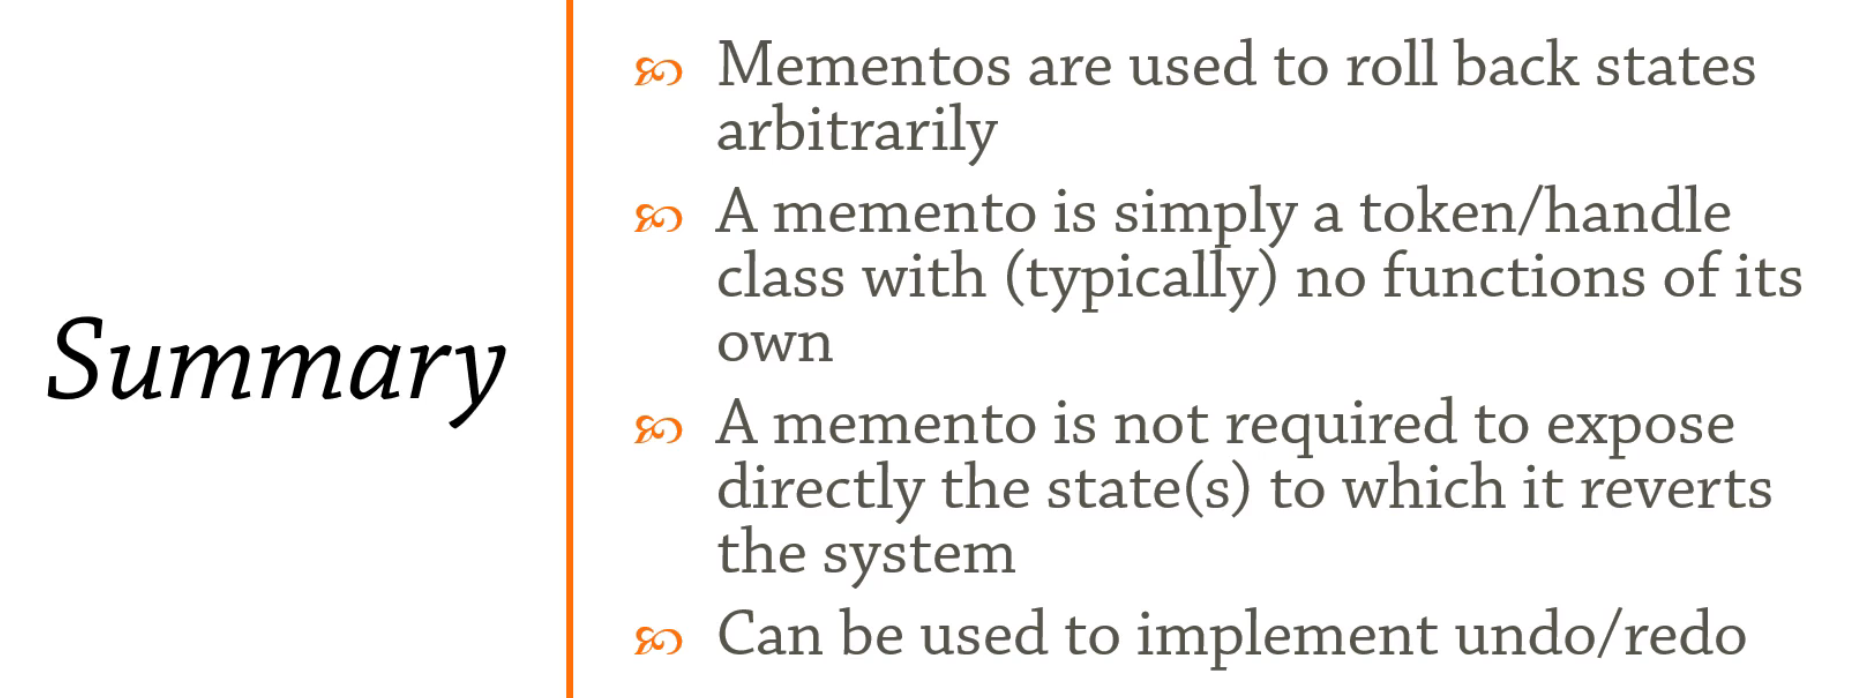 Summary
Mementos are used to roll back states
arbitrarily
A memento is simply a token/handle
class with (typically) no functions of its
own
A memento is not required to expose
directly the state(s) to which it reverts
the system
Can be used to implement undo/redo